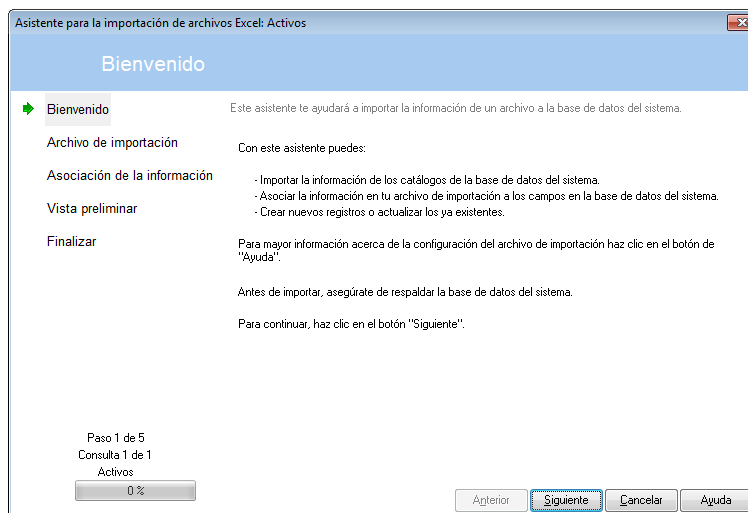 Asistente para la importación de archivos Excel: Activos
Bienvenido
Bienvenido
Archivo de importación
Asociación de la información
Vista preliminar
Finalizar
Este asistente te ayudará a importar la información de un archivo a la base de datos del sistema.
Con este asistente puedes:
- Importar la información de los catálogos de la base de datos del sistema.
- Asociar la información en tu archivo de importación a los campos en la base de datos del sistema.
- Crear nuevos registros o actualizar los ya existentes.
Para mayor información acerca de la configuración del archivo de importación haz clic en el botón de
"Ayuda".
Antes de importar, asegúrate de respaldar la base de datos del sistema.
Para continuar, haz clic en el botón "Siguiente".
Paso 1 de 5
Consulta 1 de 1
Activos
0 %
Anterior Siguiente Cancelar Ayuda